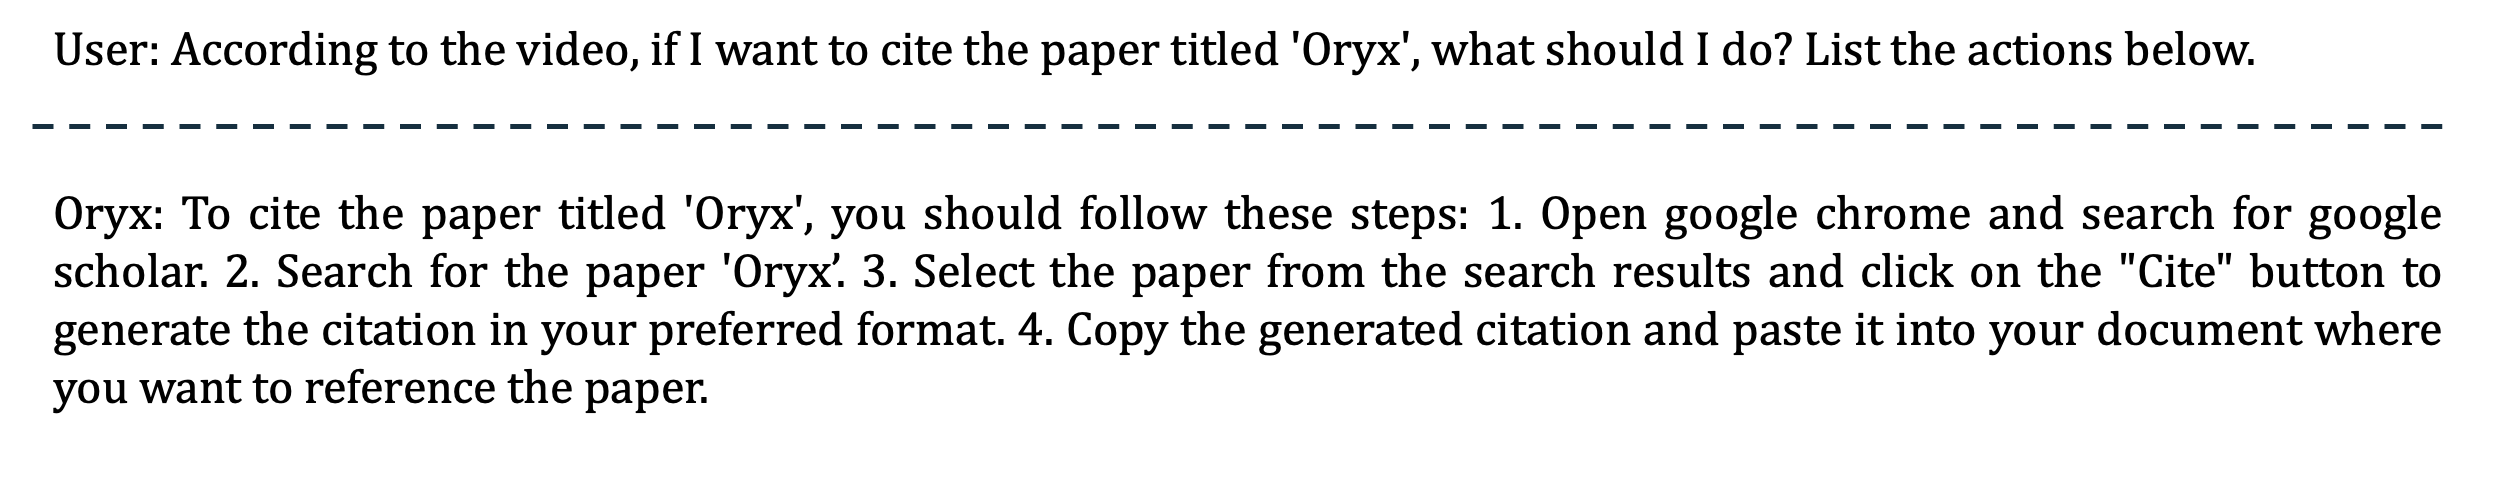 User: According to the video, if I want to cite the paper titled 'Oryx', what should I do? List the actions below.
Oryx: To cite the paper titled 'Oryx', you should follow these steps: 1. Open google chrome and search for google
scholar. 2. Search for the paper 'Oryx’. 3. Select the paper from the search results and click on the "Cite" button to
generate the citation in your preferred format. 4. Copy the generated citation and paste it into your document where
you want to reference the paper.